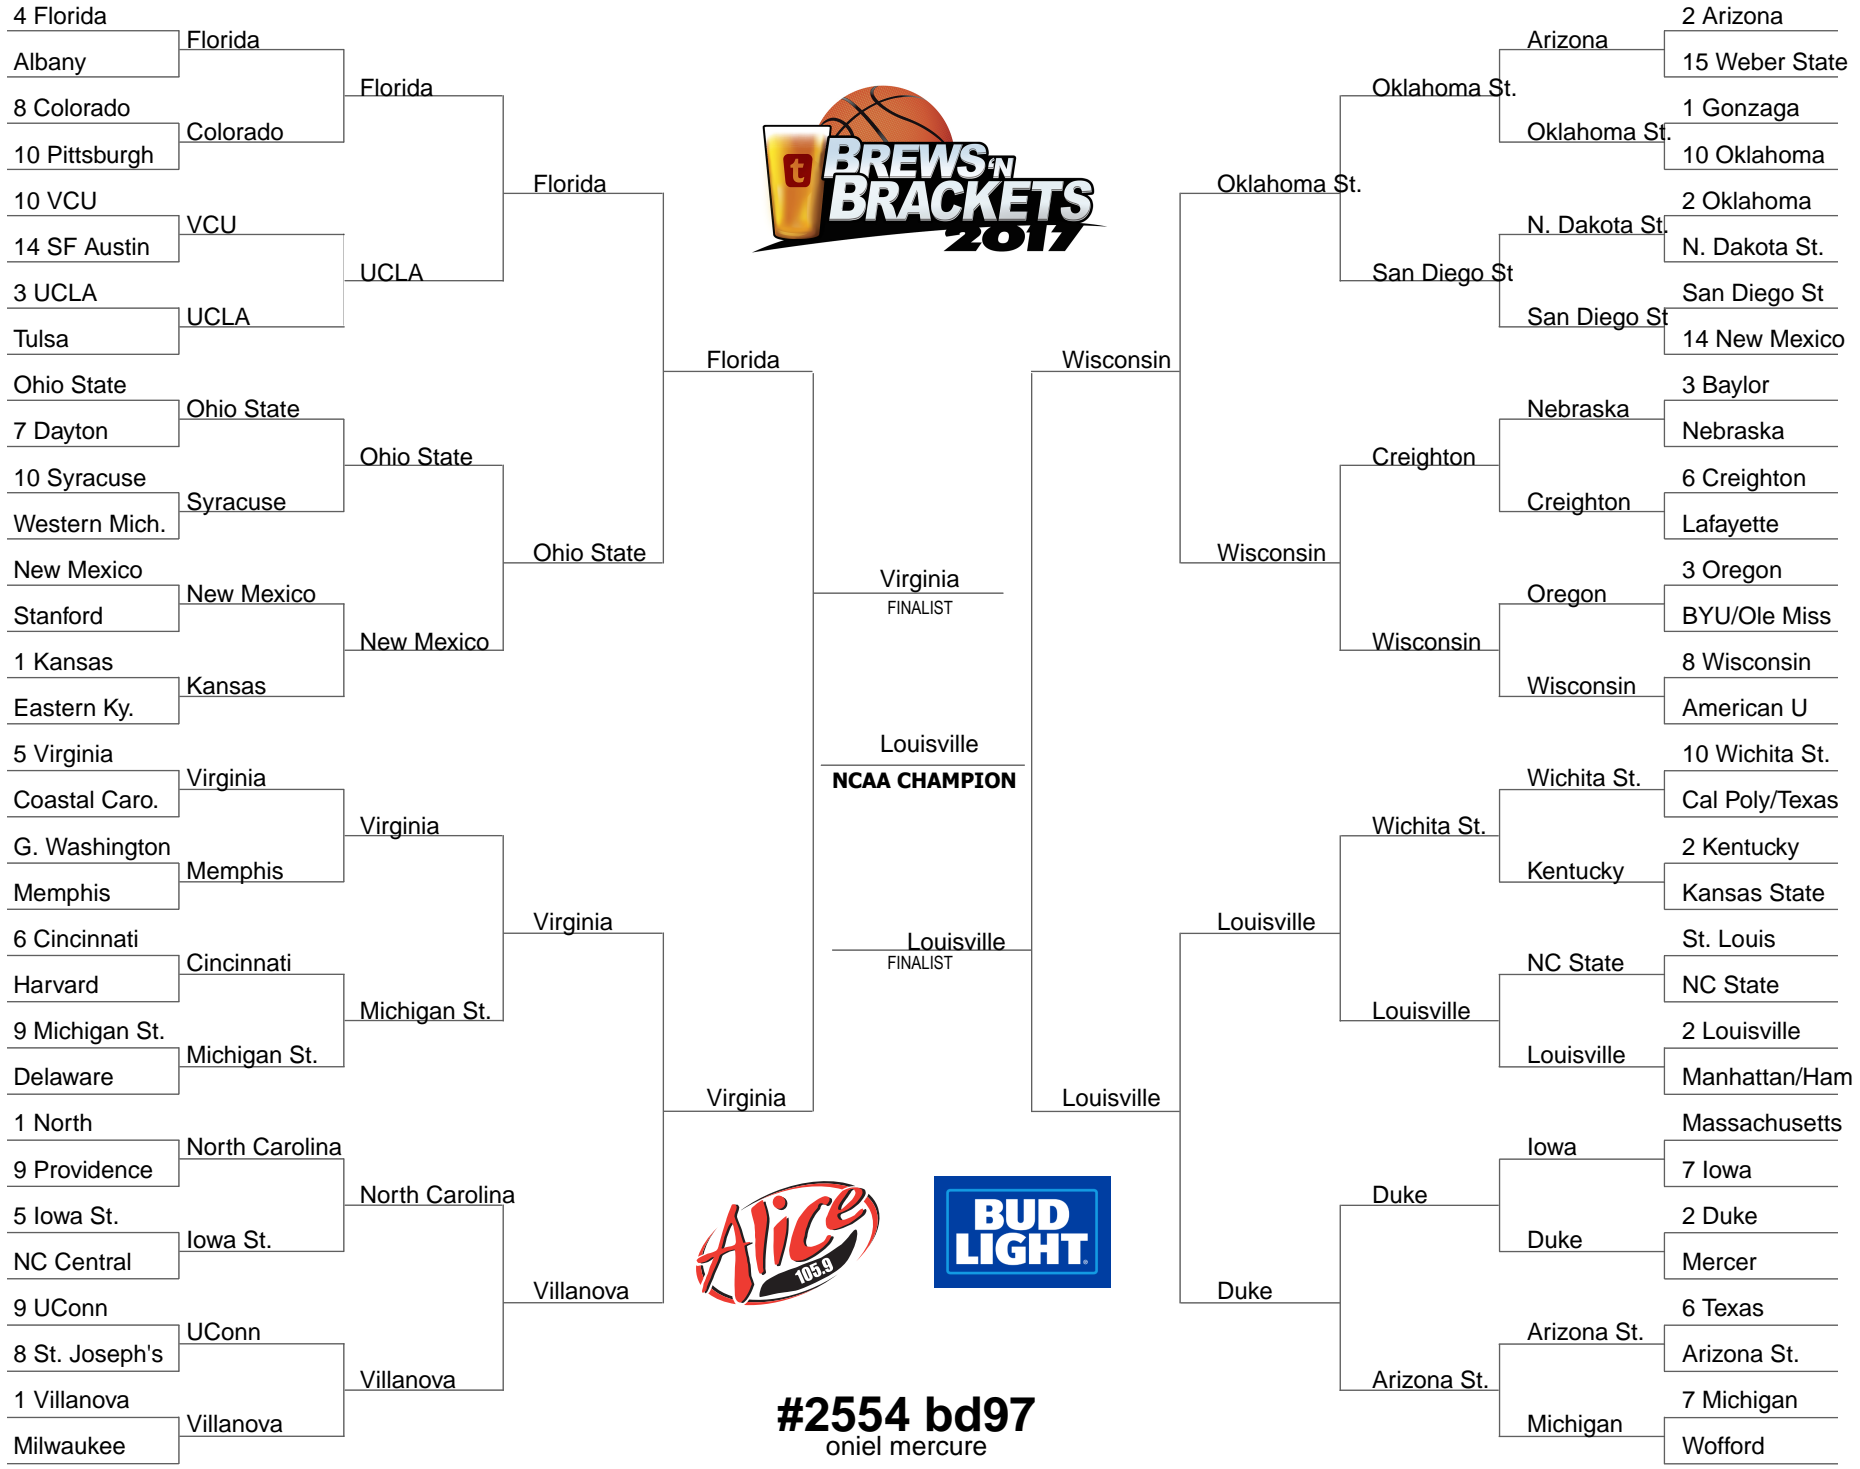 4 Florida
Albany
8 Colorado
10 Pittsburgh
10 VCU
14 SF Austin
3 UCLA
Tulsa
Ohio State
7 Dayton
10 Syracuse
Western Mich.
New Mexico
Stanford
1 Kansas
Eastern Ky.
5 Virginia
Coastal Caro.
G. Washington
Memphis
6 Cincinnati
Harvard
9 Michigan St.
Delaware
1 North
9 Providence
5 Iowa St.
NC Central
9 UConn
8 St. Joseph's
1 Villanova
Milwaukee
Florida
Colorado
VCU
UCLA
Ohio State
Syracuse
New Mexico
Kansas
Virginia
Memphis
Cincinnati
Michigan St.
North Carolina
Iowa St.
UConn
Villanova
Florida
UCLA
Ohio State
New Mexico
Virginia
Michigan St.
North Carolina
Villanova
Florida
Ohio State
Virginia
Villanova
Florida
Virginia
t
BREWS 'N
BRACKETS
2017
Virginia
FINALIST
Louisville
NCAA CHAMPION
Louisville
FINALIST
Alice
105.9
BUD
LIGHT
#2554 bd97
oniel mercure
Wisconsin
Louisville
Oklahoma St.
Wisconsin
Louisville
Duke
Oklahoma St.
San Diego St
Creighton
Wisconsin
Wichita St.
Louisville
Duke
Arizona St.
Arizona
Oklahoma St.
N. Dakota St.
San Diego St
Nebraska
Creighton
Oregon
Wisconsin
Wichita St.
Kentucky
NC State
Louisville
Iowa
Duke
Arizona St.
Michigan
2 Arizona
15 Weber State
1 Gonzaga
10 Oklahoma
2 Oklahoma
N. Dakota St.
San Diego St
14 New Mexico
3 Baylor
Nebraska
6 Creighton
Lafayette
3 Oregon
BYU/Ole Miss
8 Wisconsin
American U
10 Wichita St.
Cal Poly/Texas
2 Kentucky
Kansas State
St. Louis
NC State
2 Louisville
Manhattan/Ham
Massachusetts
7 Iowa
2 Duke
Mercer
6 Texas
Arizona St.
7 Michigan
Wofford